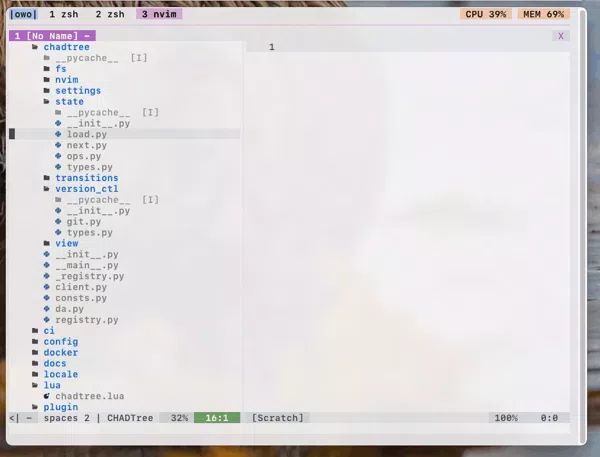 |owo| 1 zsh 2 zsh 3 nvim CPU 39% MEM 69%
1 [No Name] ~ X
chadtree
__pycache__ [I]
fs
nvim
settings
state
__pycache__ [I]
__init__.py
load.py
next.py
ops.py
types.py
transitions
version_ctl
__pycache__ [I]
__init__.py
git.py
types.py
view
__init__.py
__main__.py
_registry.py
client.py
consts.py
da.py
registry.py
ci
config
docker
docs
locale
lua
chadtree.lua
plugin
1
<| ~ spaces 2 | CHADTree 32% 16:1 [Scratch] 100% 0:0